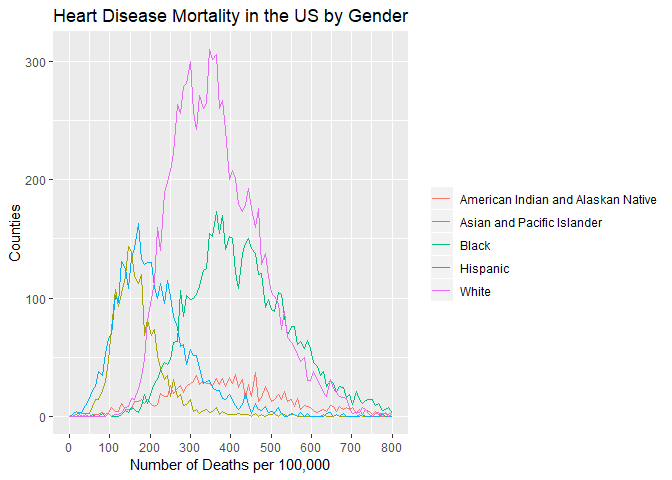 Heart Disease Mortality in the US by Gender
300
200
100
0
Counties
0 100 200 300 400 500 600 700 800
Number of Deaths per 100,000
American Indian and Alaskan Native
Asian and Pacific Islander
Black
Hispanic
White